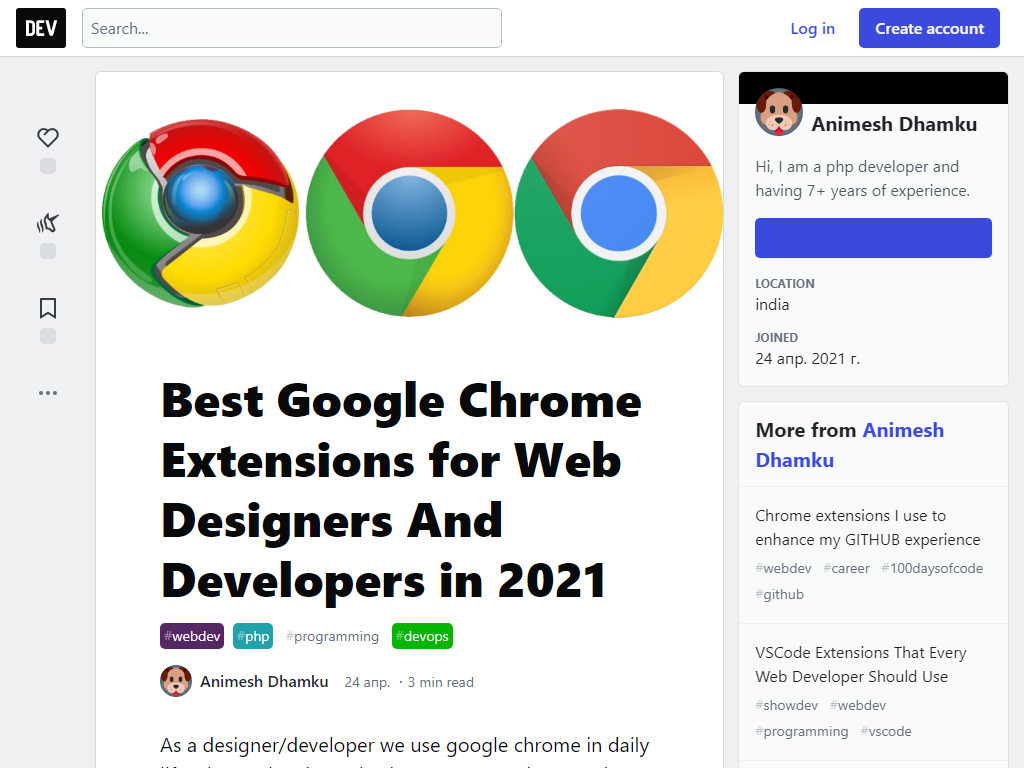 DEV
Search...
Log in
Create account
Best Google Chrome
Extensions for Web
Designers And
Developers in 2021
#webdev #php #programming #devops
Animesh Dhamku 24 апр. · 3 min read
As a designer/developer we use google chrome in daily
Animesh Dhamku
Hi, I am a php developer and
having 7+ years of experience.
LOCATION
india
JOINED
24 апр. 2021 г.
More from Animesh
Dhamku
Chrome extensions I use to
enhance my GITHUB experience
#webdev #career #100daysofcode
#github
VSCode Extensions That Every
Web Developer Should Use
#showdev #webdev
#programming #vscode